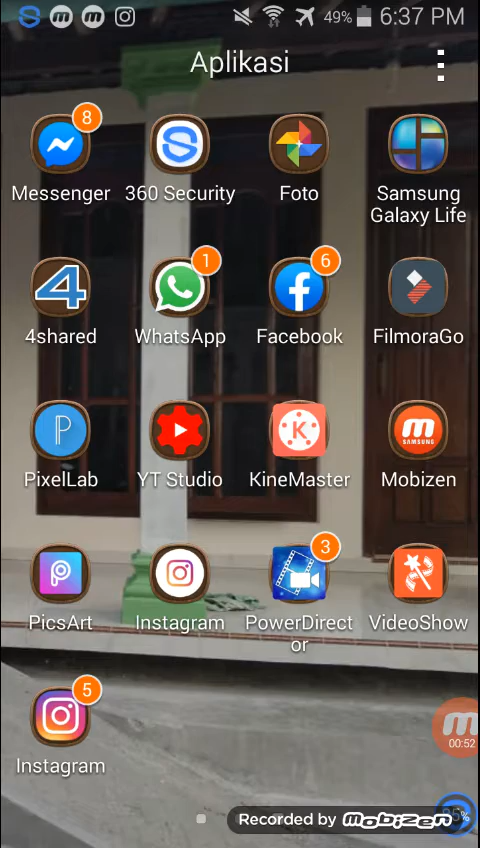 49% 6:37 PM
Aplikasi
8
Messenger
360 Security
Foto
Samsung
Galaxy Life
4shared
1
WhatsApp
6
Facebook
FilmoraGo
PixelLab
YT Studio
K
KineMaster
SAMSUNG
Mobizen
PicsArt
Instagram
3
PowerDirect
or
VideoShow
5
Instagram
00:52
Recorded by Mobizen